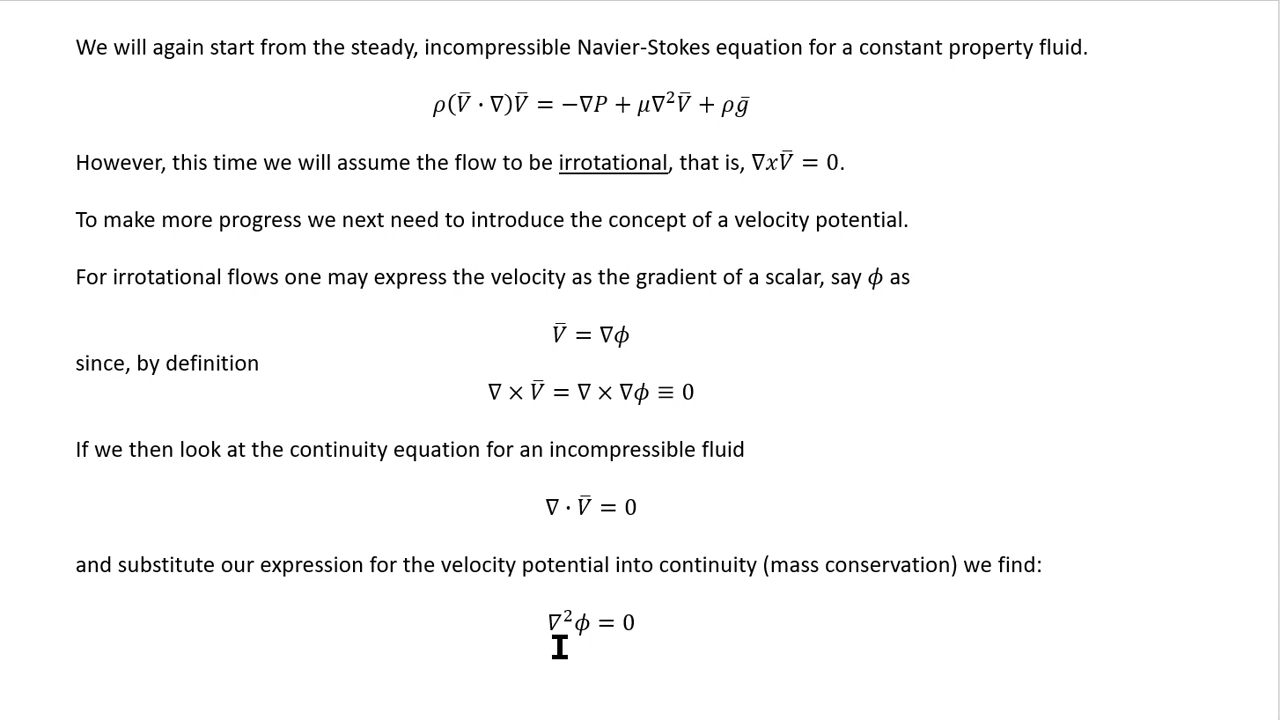 We will again start from the steady, incompressible Navier-Stokes equation for a constant property fluid.
ρ(V̄ · ∇)V̄ = −∇P + μ∇²V̄ + ρḡ
However, this time we will assume the flow to be irrotational, that is, ∇xV̄ = 0.
To make more progress we next need to introduce the concept of a velocity potential.
For irrotational flows one may express the velocity as the gradient of a scalar, say ϕ as
V̄ = ∇ϕ
since, by definition
∇ × V̄ = ∇ × ∇ϕ ≡ 0
If we then look at the continuity equation for an incompressible fluid
∇ · V̄ = 0
and substitute our expression for the velocity potential into continuity (mass conservation) we find:
∇²ϕ = 0